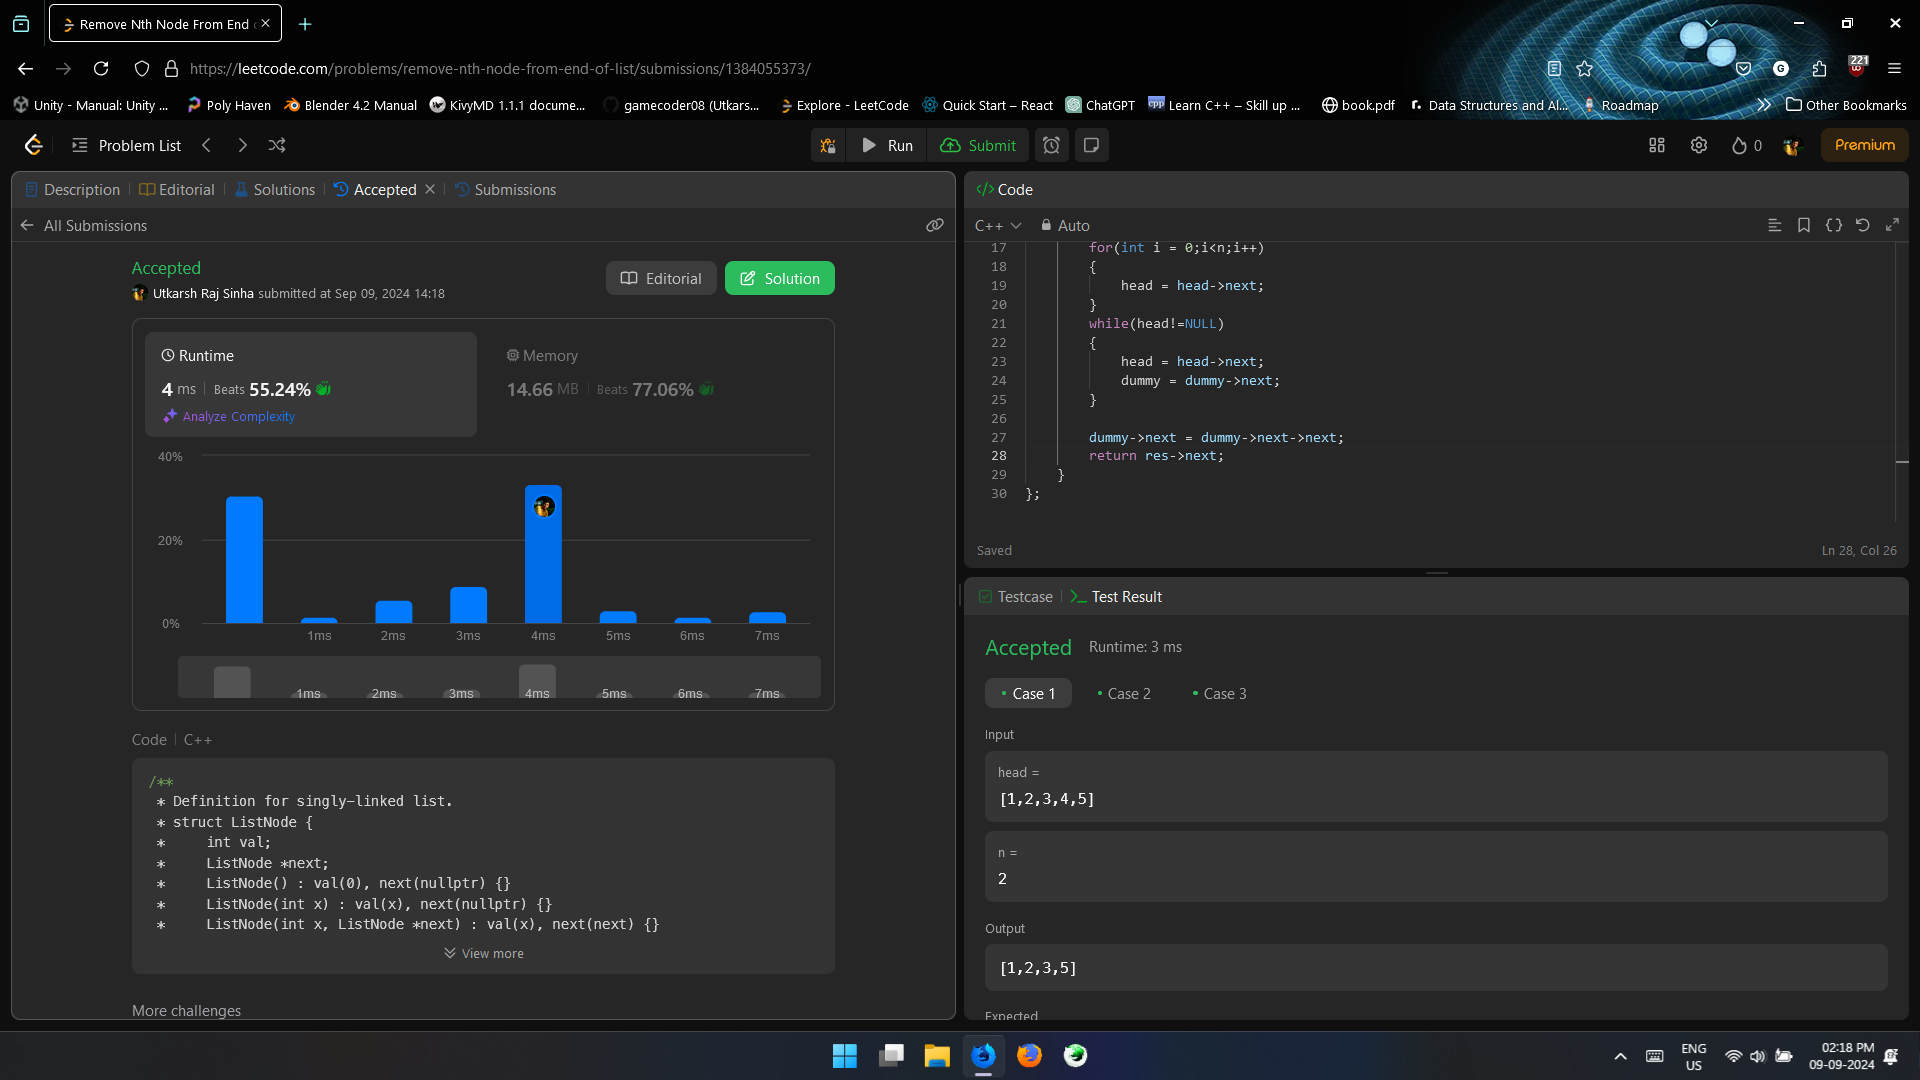 Remove Nth Node From End
https://leetcode.com/problems/remove-nth-node-from-end-of-list/submissions/1384055373/
221
Unity - Manual: Unity ... Poly Haven Blender 4.2 Manual KivyMD 1.1.1 docume... gamecoder08 (Utkars... Explore - LeetCode Quick Start – React ChatGPT Learn C++ – Skill up ... book.pdf Data Structures and Al... Roadmap Other Bookmarks
Problem List Run Submit 0 Premium
Description Editorial Solutions Accepted Submissions
All Submissions
Accepted
Utkarsh Raj Sinha submitted at Sep 09, 2024 14:18
Editorial Solution
Runtime
4 ms Beats 55.24%
Analyze Complexity
Memory
14.66 MB Beats 77.06%
40%
20%
0%
1ms 2ms 3ms 4ms 5ms 6ms 7ms
1ms 2ms 3ms 4ms 5ms 6ms 7ms
Code C++
/**
* Definition for singly-linked list.
* struct ListNode {
* int val;
* ListNode *next;
* ListNode() : val(0), next(nullptr) {}
* ListNode(int x) : val(x), next(nullptr) {}
* ListNode(int x, ListNode *next) : val(x), next(next) {}
View more
More challenges
</> Code
C++ Auto
17 for(int i = 0;i<n;i++)
18 {
19 head = head->next;
20 }
21 while(head!=NULL)
22 {
23 head = head->next;
24 dummy = dummy->next;
25 }
26
27 dummy->next = dummy->next->next;
28 return res->next;
29 }
30 };
Saved Ln 28, Col 26
Testcase Test Result
Accepted Runtime: 3 ms
Case 1 Case 2 Case 3
Input
head =
[1,2,3,4,5]
n =
2
Output
[1,2,3,5]
Expected
ENG
US
02:18 PM
09-09-2024